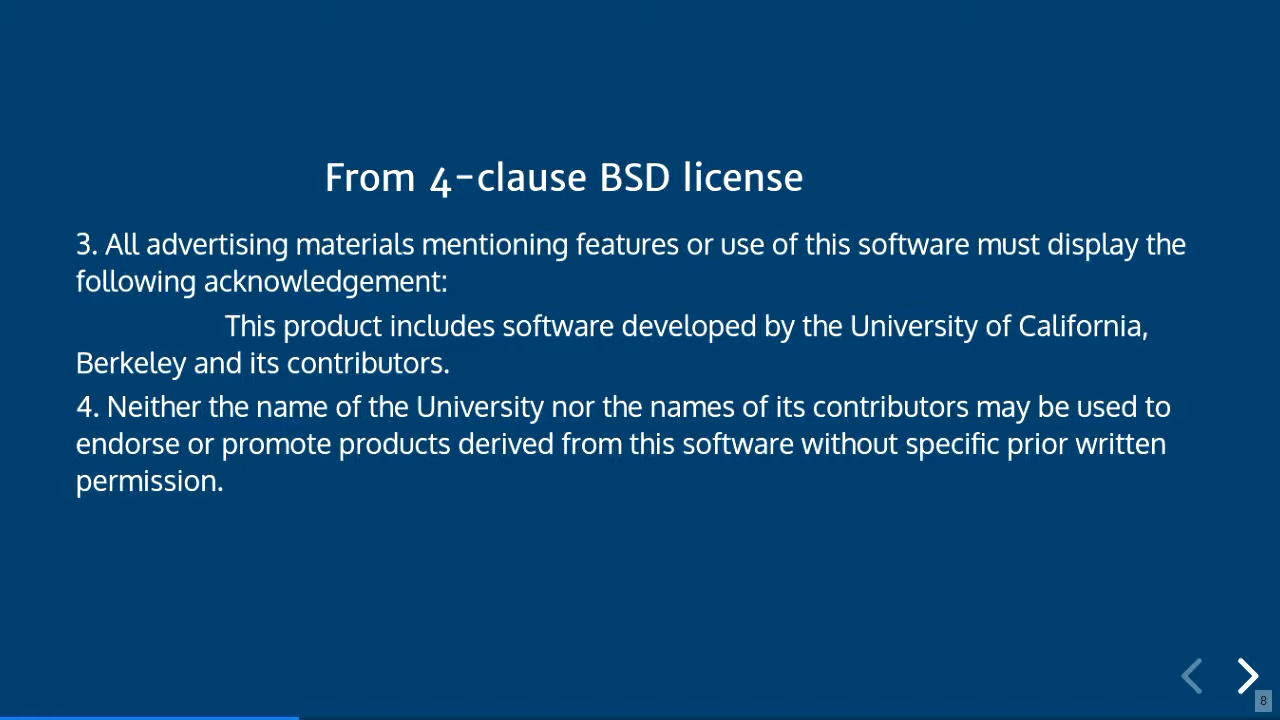 From 4-clause BSD license
3. All advertising materials mentioning features or use of this software must display the
following acknowledgement:
This product includes software developed by the University of California,
Berkeley and its contributors.
4. Neither the name of the University nor the names of its contributors may be used to
endorse or promote products derived from this software without specific prior written
permission.
8